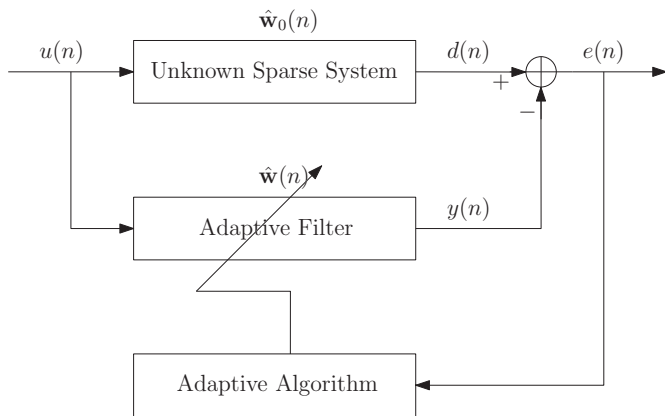 ŵ₀(n)
u(n)
Unknown Sparse System
d(n)
e(n)
+
−
ŵ(n)
Adaptive Filter
y(n)
Adaptive Algorithm